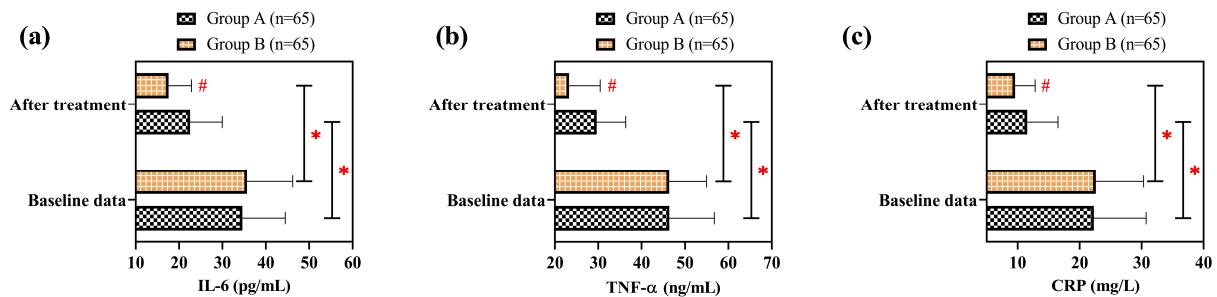 (a)
Group A (n=65)
Group B (n=65)
After treatment
#
*
*
Baseline data
10 20 30 40 50 60
IL-6 (pg/mL)
(b)
Group A (n=65)
Group B (n=65)
After treatment
#
*
*
Baseline data
20 30 40 50 60 70
TNF-α (ng/mL)
(c)
Group A (n=65)
Group B (n=65)
After treatment
#
*
*
Baseline data
10 20 30 40
CRP (mg/L)